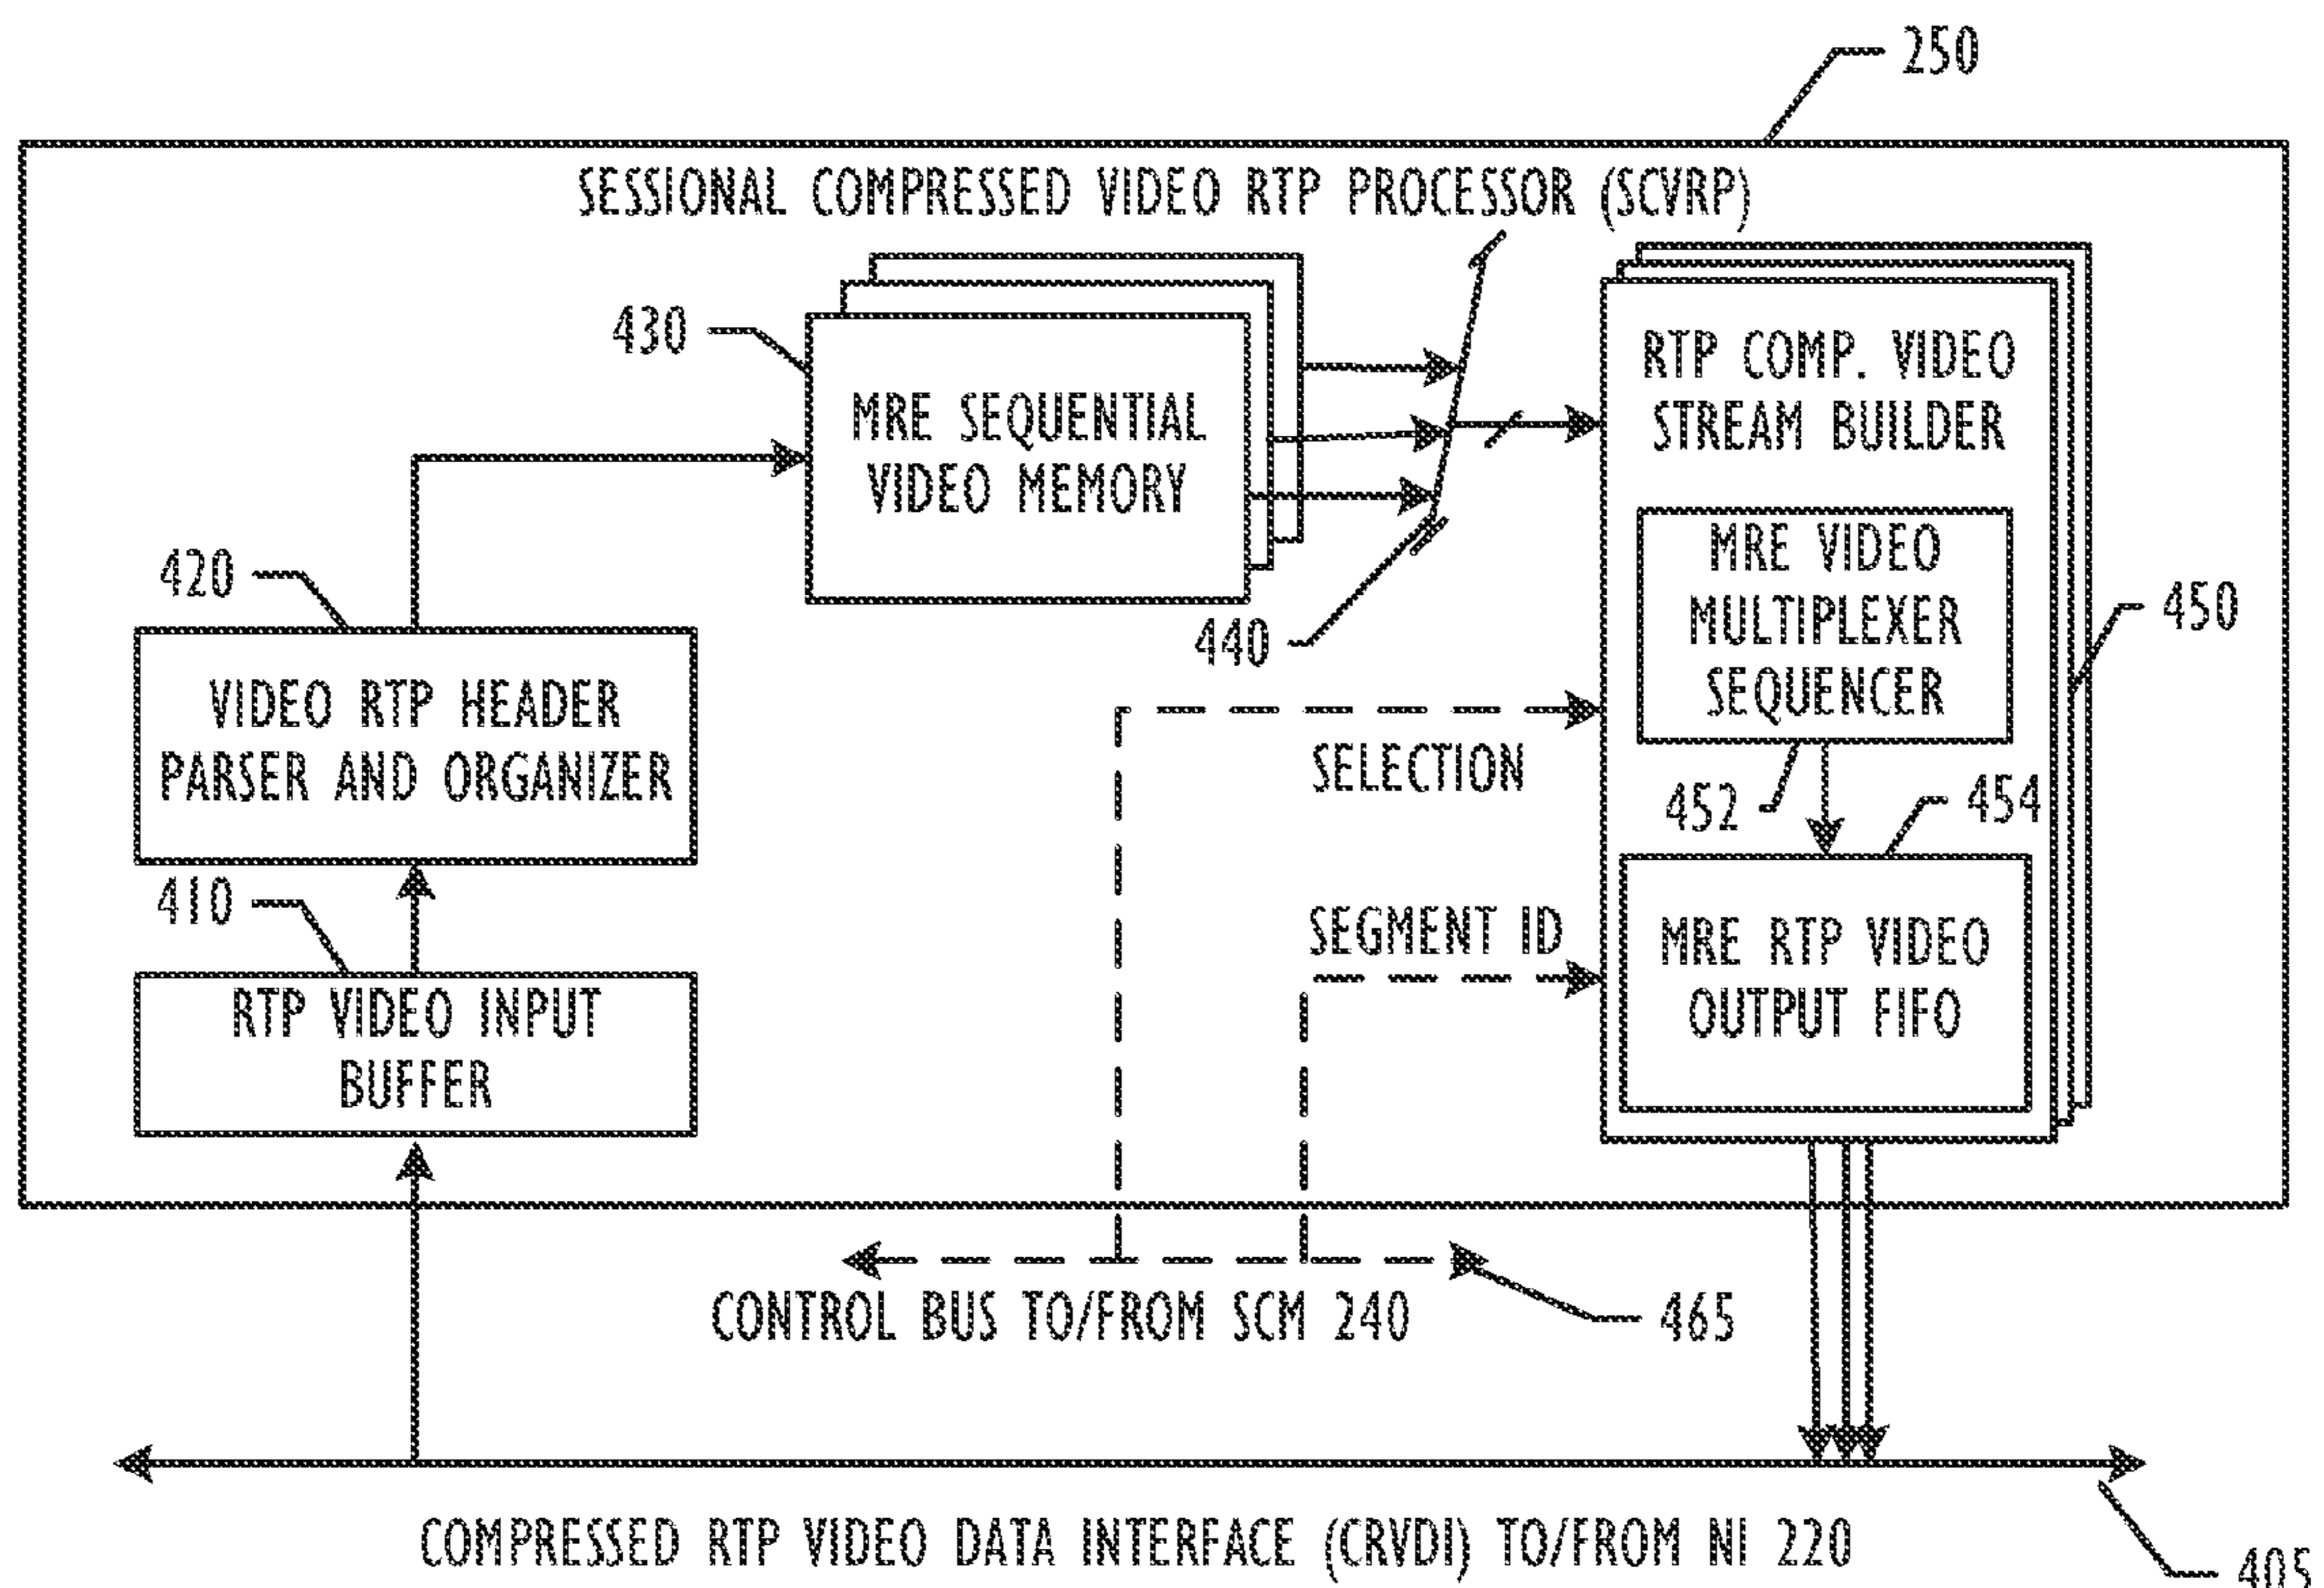 250
SESSIONAL COMPRESSED VIDEO RTP PROCESSOR (SCVRP)
430
MRE SEQUENTIAL
VIDEO MEMORY
RTP COMP. VIDEO
STREAM BUILDER
MRE VIDEO
MULTIPLEXER
SEQUENCER
420
440
450
VIDEO RTP HEADER
PARSER AND ORGANIZER
SELECTION
452
454
410
SEGMENT ID
MRE RTP VIDEO
OUTPUT FIFO
RTP VIDEO INPUT
BUFFER
CONTROL BUS TO/FROM SCM 240
465
COMPRESSED RTP VIDEO DATA INTERFACE (CRVDI) TO/FROM NI 220
405